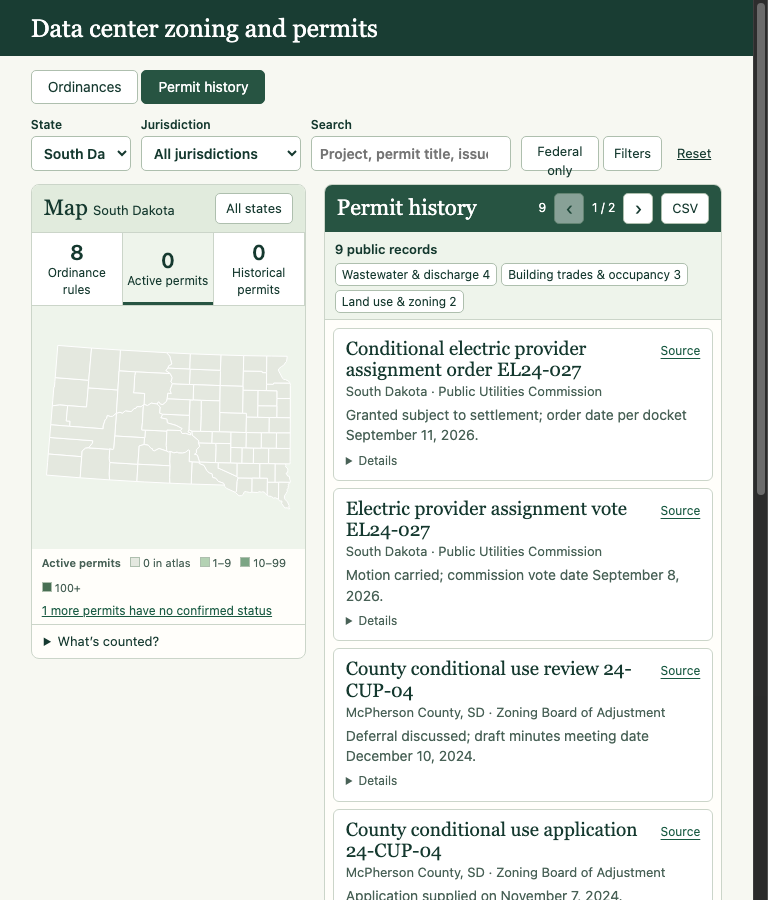 Data center zoning and permits
Ordinances
Permit history
State
Jurisdiction
Search
South Da
All jurisdictions
Project, permit title, issue
Federal only
Filters
Reset
Map South Dakota
All states
8
Ordinance rules
0
Active permits
0
Historical permits
Active permits
0 in atlas
1–9
10–99
100+
1 more permits have no confirmed status
What's counted?
Permit history
9
‹
1 / 2
›
CSV
9 public records
Wastewater & discharge 4
Building trades & occupancy 3
Land use & zoning 2
Conditional electric provider
assignment order EL24-027
Source
South Dakota · Public Utilities Commission
Granted subject to settlement; order date per docket
September 11, 2026.
Details
Electric provider assignment vote
EL24-027
Source
South Dakota · Public Utilities Commission
Motion carried; commission vote date September 8,
2026.
Details
County conditional use review 24-
CUP-04
Source
McPherson County, SD · Zoning Board of Adjustment
Deferral discussed; draft minutes meeting date
December 10, 2024.
Details
County conditional use application
24-CUP-04
Source
McPherson County, SD · Zoning Board of Adjustment
Application supplied on November 7, 2024.